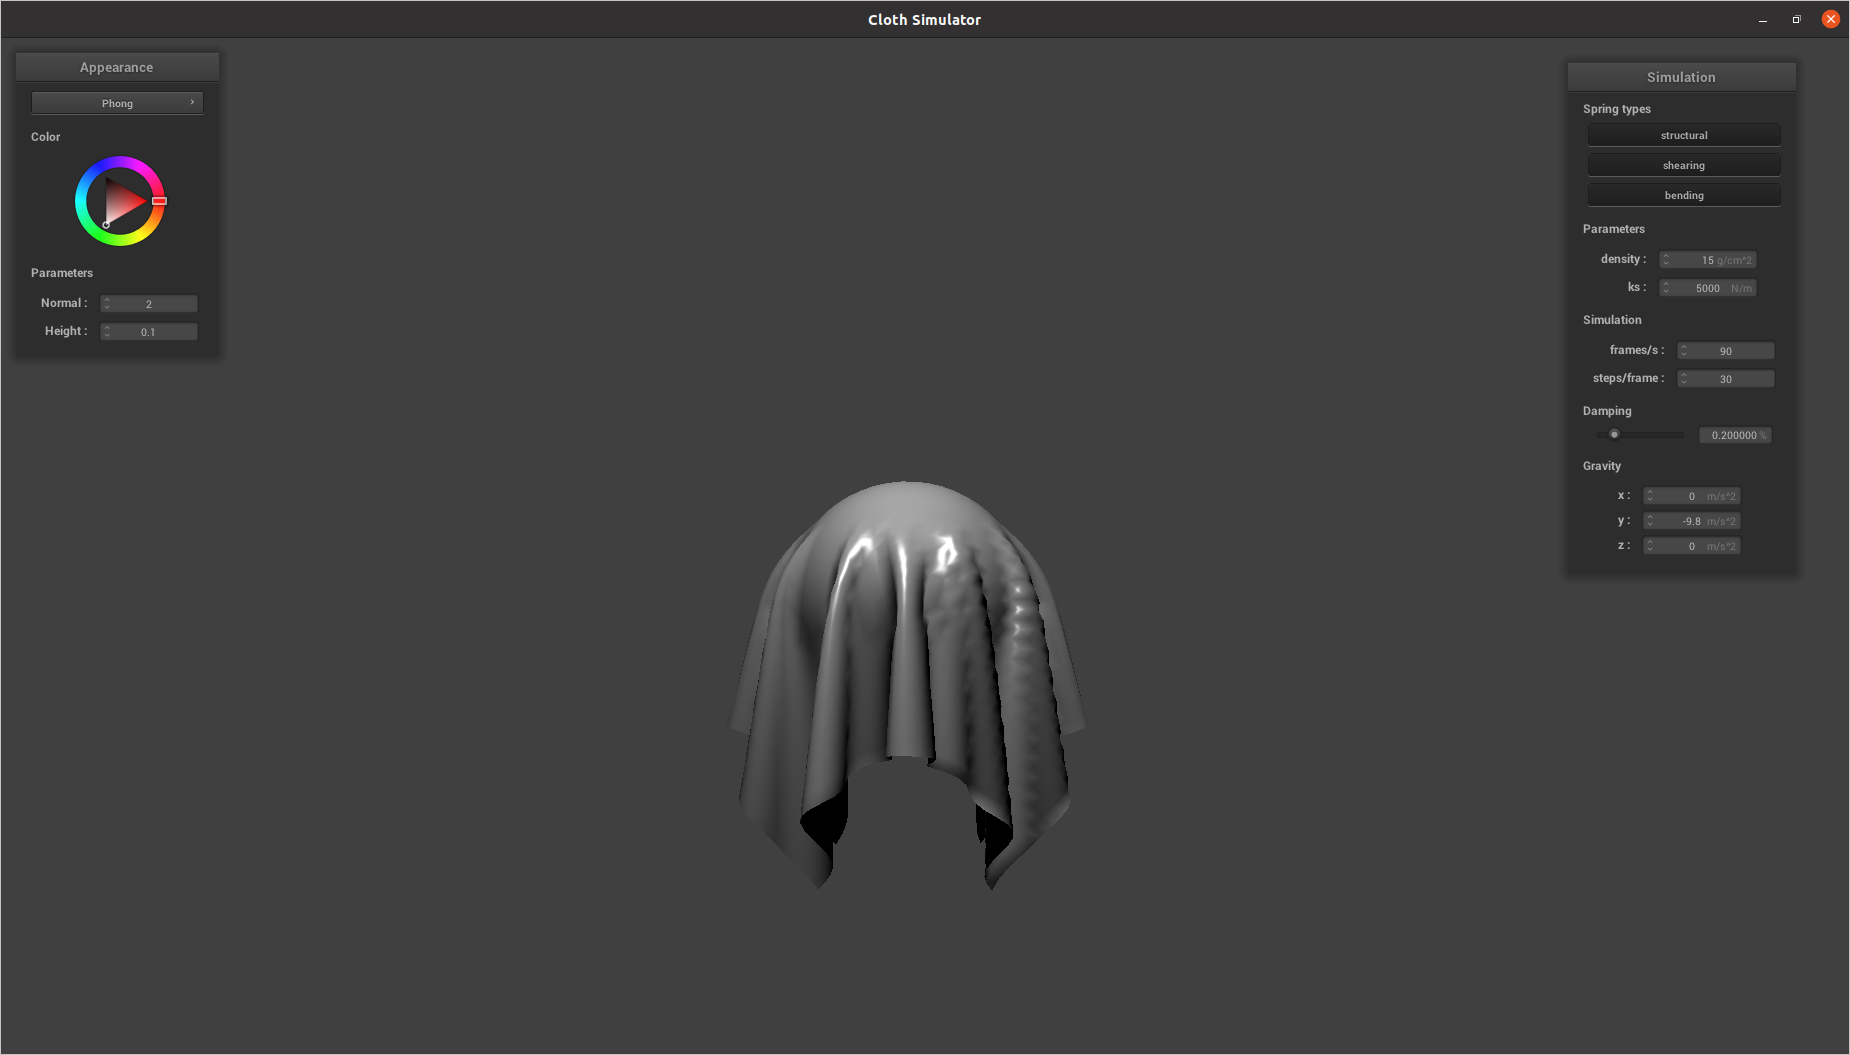 Cloth Simulator
Appearance
Phong
Color
Parameters
Normal : 2
Height : 0.1
Simulation
Spring types
structural
shearing
bending
Parameters
density : 15 g/cm^2
ks : 5000 N/m
Simulation
frames/s : 90
steps/frame : 30
Damping
0.200000 %
Gravity
x : 0 m/s^2
y : -9.8 m/s^2
z : 0 m/s^2